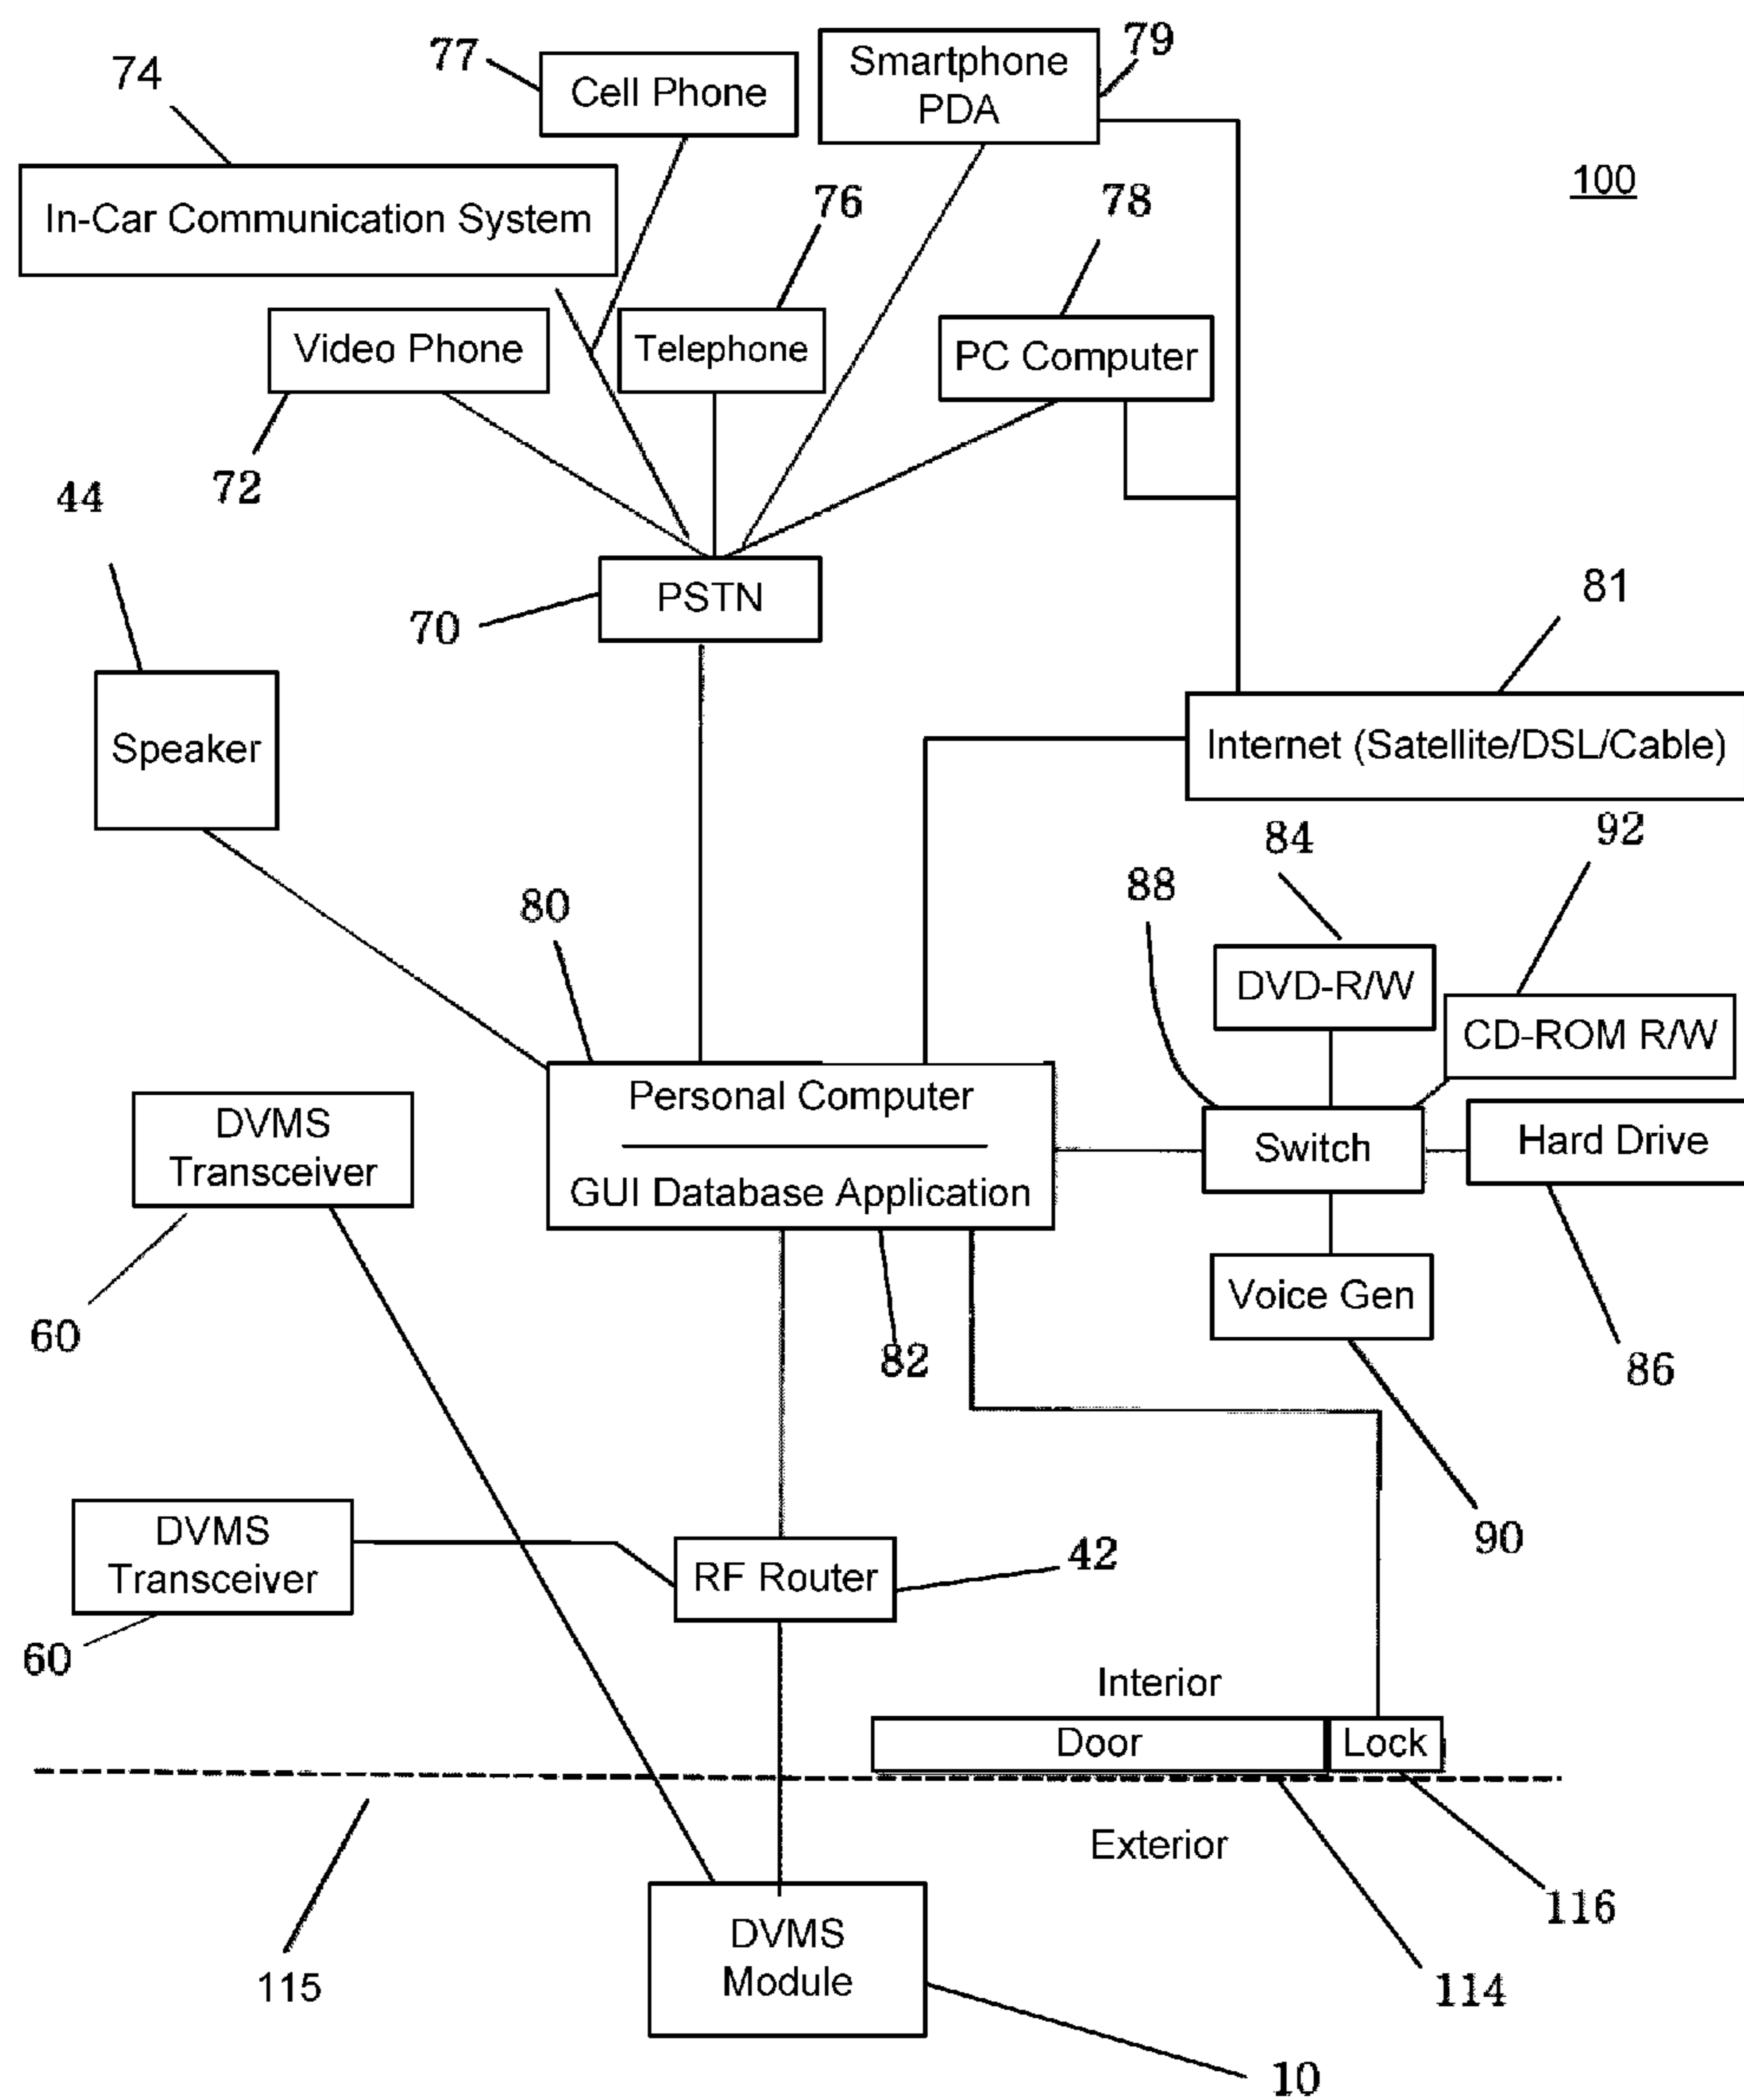 77
Cell Phone
Smartphone
PDA
79
74
In-Car Communication System
76
78
100
Video Phone
Telephone
PC Computer
72
44
PSTN
70
81
Speaker
Internet (Satellite/DSL/Cable)
84
92
88
80
DVD-R/W
CD-ROM R/W
Personal Computer
GUI Database Application
Switch
Hard Drive
DVMS
Transceiver
60
Voice Gen
82
86
90
DVMS
Transceiver
60
RF Router
42
Interior
Door
Lock
Exterior
116
114
115
DVMS
Module
10